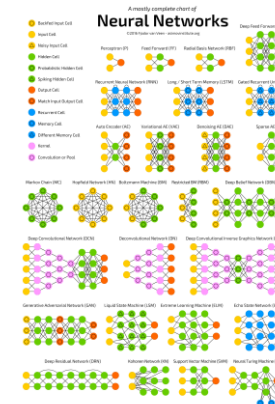 A mostly complete chart of
Neural Networks
©2016 Fjodor van Veen - asimovinstitute.org
Backfed Input Cell
Input Cell
Noisy Input Cell
Hidden Cell
Probabilistic Hidden Cell
Spiking Hidden Cell
Output Cell
Match Input Output Cell
Recurrent Cell
Memory Cell
Different Memory Cell
Kernel
Convolution or Pool
Perceptron (P)
Feed Forward (FF)
Radial Basis Network (RBF)
Deep Feed Forwar
Recurrent Neural Network (RNN)
Long / Short Term Memory (LSTM)
Gated Recurrent Un
Auto Encoder (AE)
Variational AE (VAE)
Denoising AE (DAE)
Sparse AE
Markov Chain (MC)
Hopfield Network (HN)
Boltzmann Machine (BM)
Restricted BM (RBM)
Deep Belief Network (DBN)
Deep Convolutional Network (DCN)
Deconvolutional Network (DN)
Deep Convolutional Inverse Graphics Network (
Generative Adversarial Network (GAN)
Liquid State Machine (LSM)
Extreme Learning Machine (ELM)
Echo State Network (
Deep Residual Network (DRN)
Kohonen Network (KN)
Support Vector Machine (SVM)
Neural Turing Machine